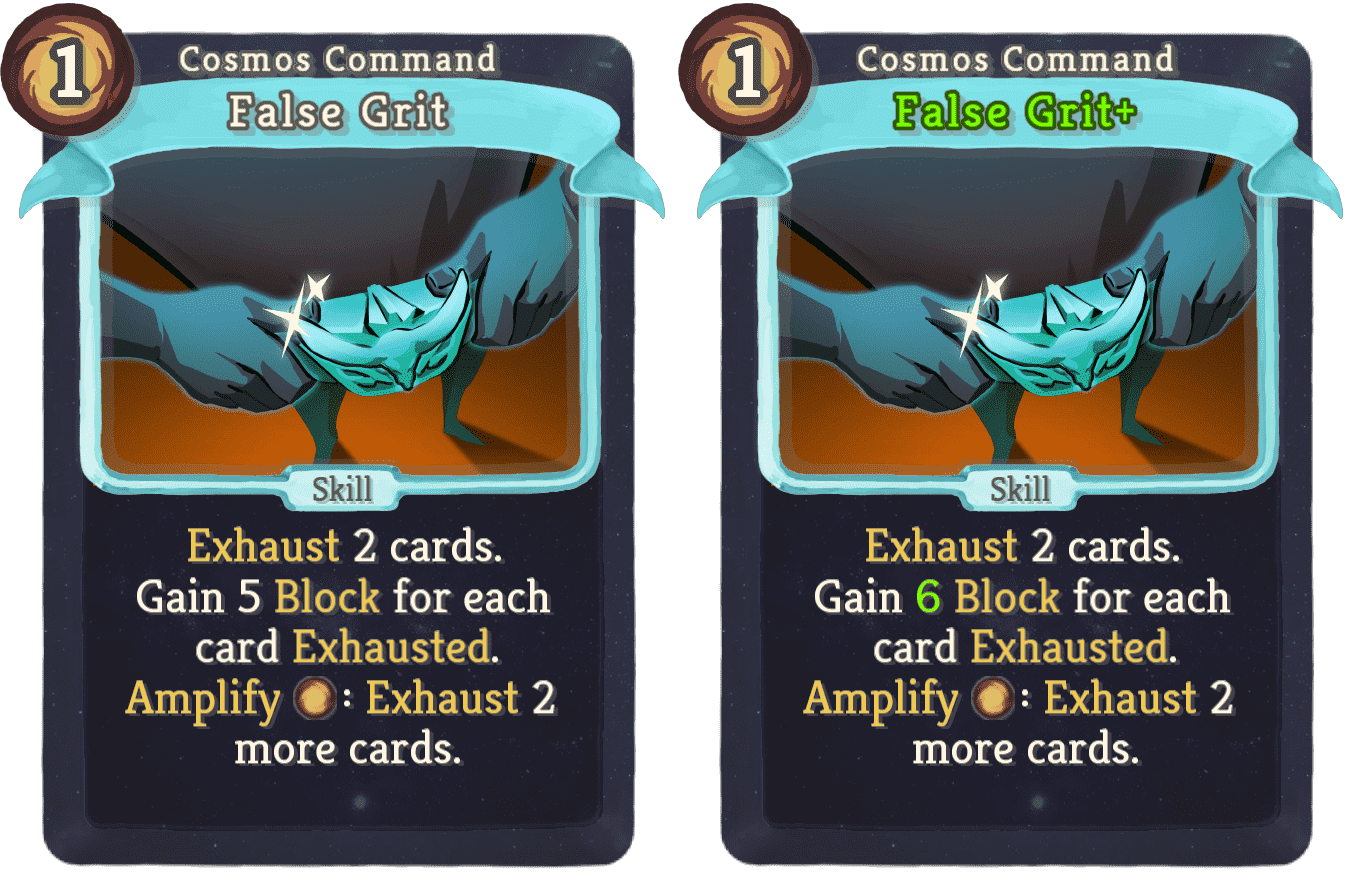 1
Cosmos Command
False Grit
Skill
Exhaust 2 cards.
Gain 5 Block for each
card Exhausted.
Amplify : Exhaust 2
more cards.
1
Cosmos Command
False Grit+
Skill
Exhaust 2 cards.
Gain 6 Block for each
card Exhausted.
Amplify : Exhaust 2
more cards.